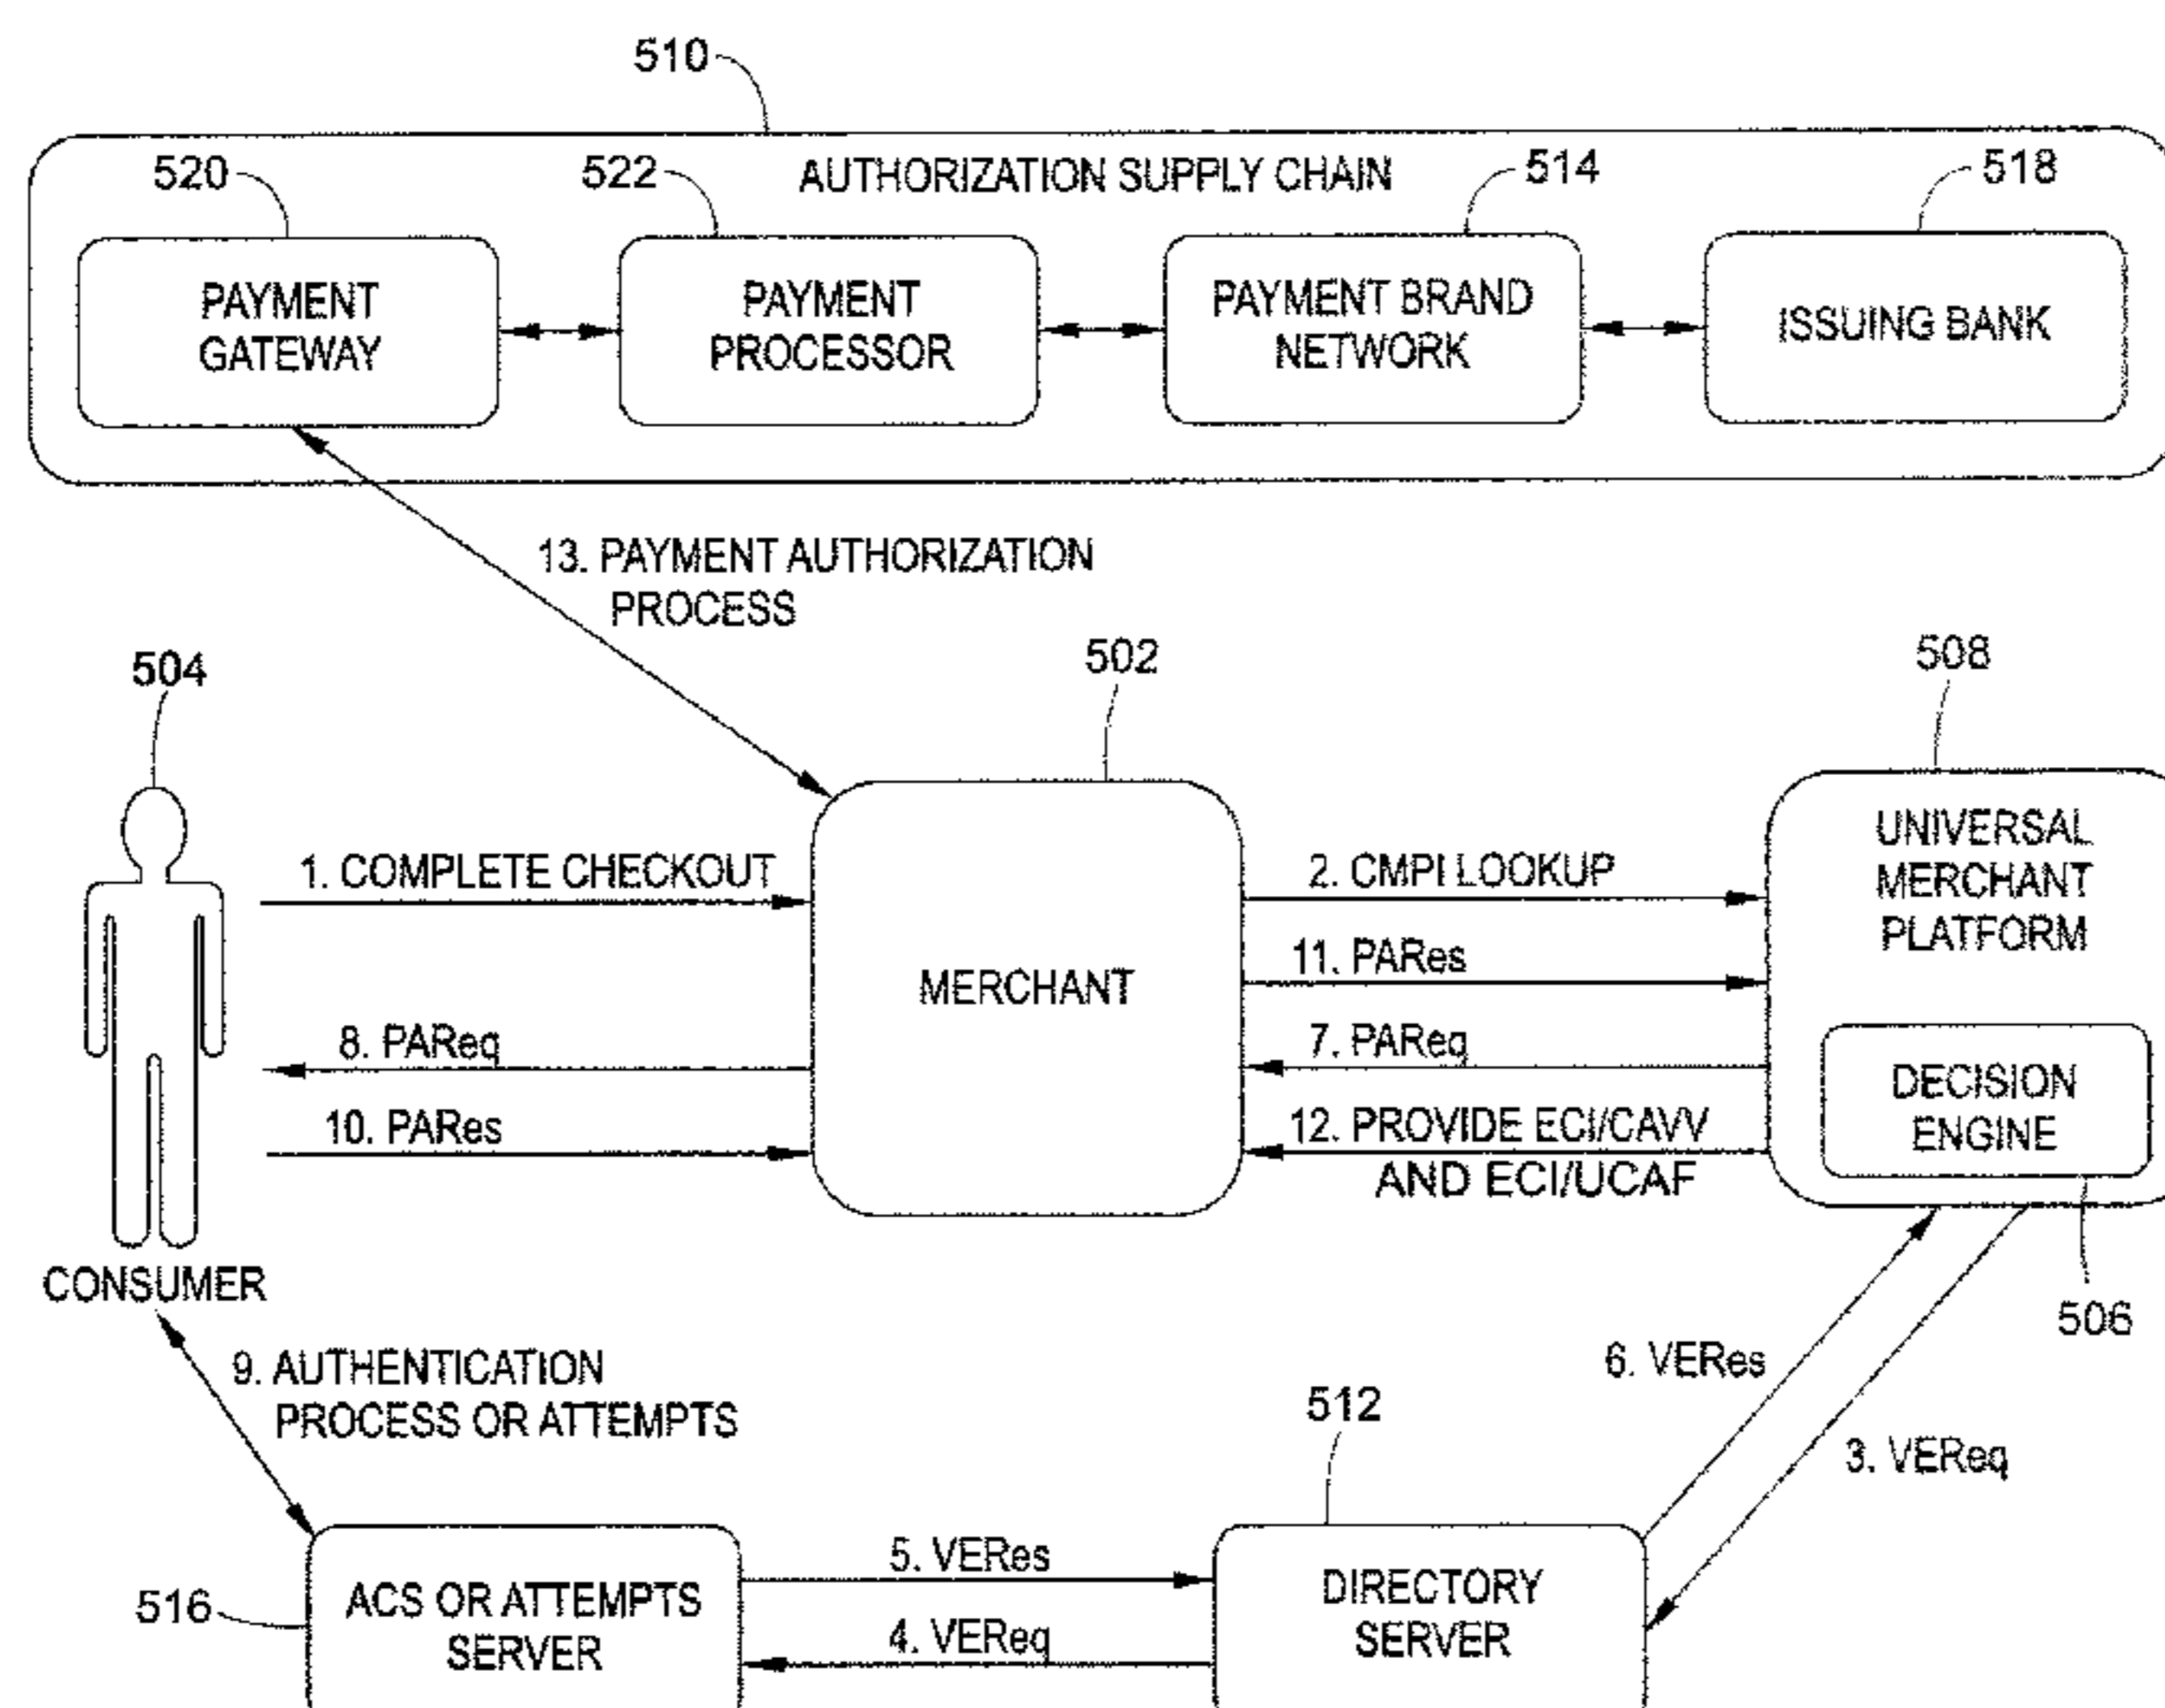 510
520
522
AUTHORIZATION SUPPLY CHAIN
514
518
PAYMENT
GATEWAY
PAYMENT
PROCESSOR
PAYMENT BRAND
NETWORK
ISSUING BANK
13. PAYMENT AUTHORIZATION
PROCESS
504
502
508
1. COMPLETE CHECKOUT
8. PAReq
10. PARes
MERCHANT
2. CMPI LOOKUP
11. PARes
7. PAReq
12. PROVIDE ECI/CAVV
AND ECI/UCAF
UNIVERSAL
MERCHANT
PLATFORM
DECISION
ENGINE
506
CONSUMER
9. AUTHENTICATION
PROCESS OR ATTEMPTS
6. VERes
3. VEReq
512
516
ACS OR ATTEMPTS
SERVER
5. VERes
4. VEReq
DIRECTORY
SERVER